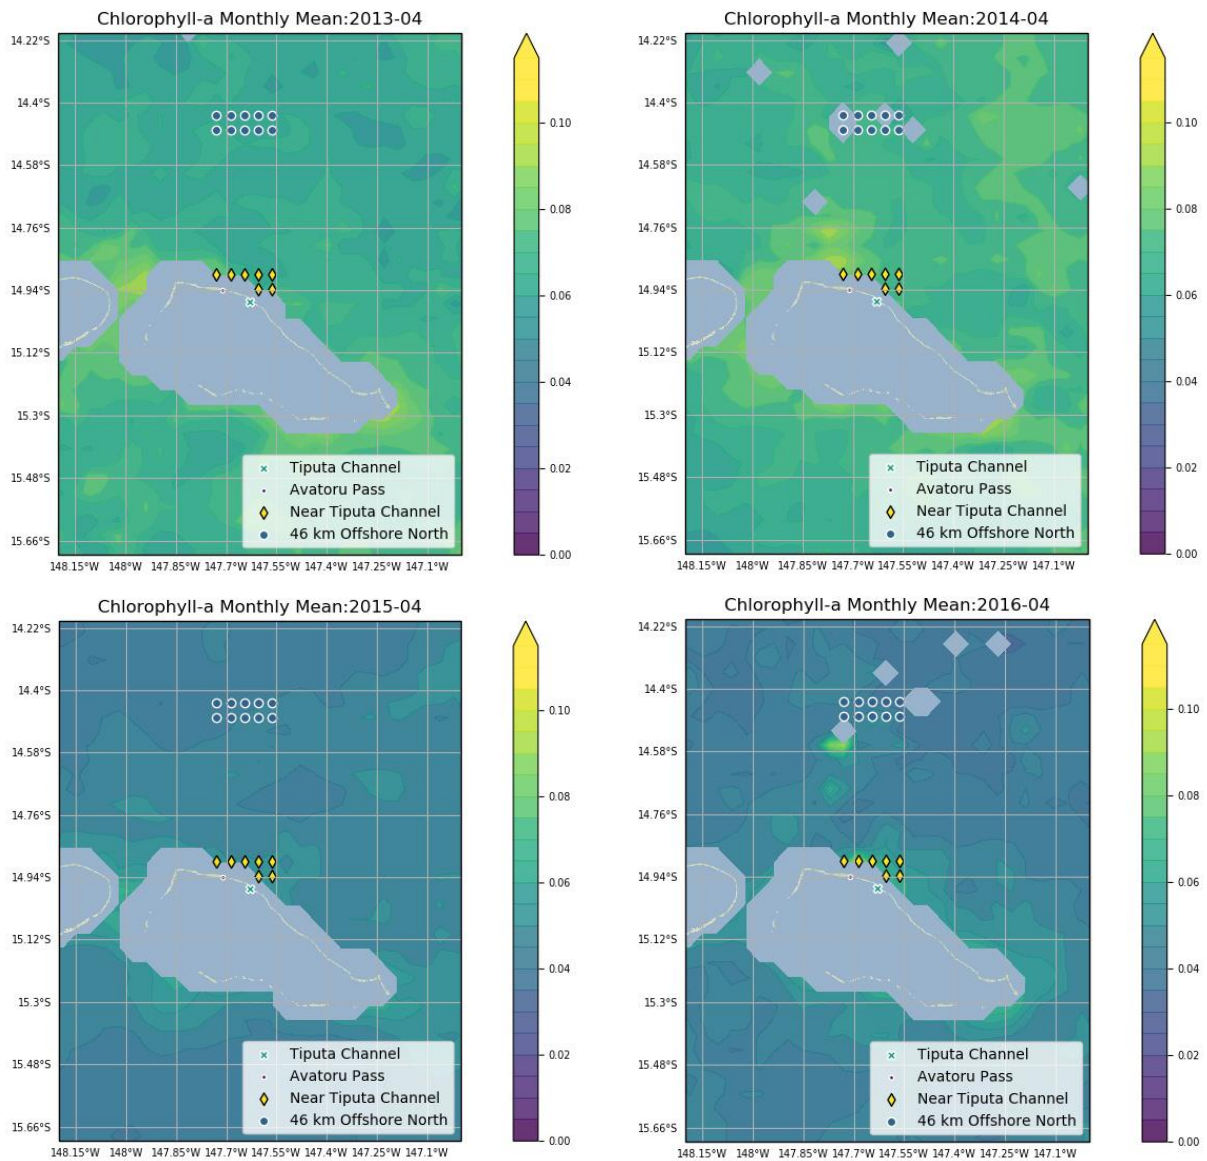 Chlorophyll-a Monthly Mean:2013-04
14.22°S
14.4°S
14.58°S
14.76°S
14.94°S
15.12°S
15.3°S
15.48°S
15.66°S
148.15°W 148°W 147.85°W 147.7°W 147.55°W 147.4°W 147.25°W 147.1°W
Tiputa Channel
Avatoru Pass
Near Tiputa Channel
46 km Offshore North
0.10
0.08
0.06
0.04
0.02
0.00
Chlorophyll-a Monthly Mean:2014-04
14.22°S
14.4°S
14.58°S
14.76°S
14.94°S
15.12°S
15.3°S
15.48°S
15.66°S
148.15°W 148°W 147.85°W 147.7°W 147.55°W 147.4°W 147.25°W 147.1°W
Tiputa Channel
Avatoru Pass
Near Tiputa Channel
46 km Offshore North
0.10
0.08
0.06
0.04
0.02
0.00
Chlorophyll-a Monthly Mean:2015-04
14.22°S
14.4°S
14.58°S
14.76°S
14.94°S
15.12°S
15.3°S
15.48°S
15.66°S
148.15°W 148°W 147.85°W 147.7°W 147.55°W 147.4°W 147.25°W 147.1°W
Tiputa Channel
Avatoru Pass
Near Tiputa Channel
46 km Offshore North
0.10
0.08
0.06
0.04
0.02
0.00
Chlorophyll-a Monthly Mean:2016-04
14.22°S
14.4°S
14.58°S
14.76°S
14.94°S
15.12°S
15.3°S
15.48°S
15.66°S
148.15°W 148°W 147.85°W 147.7°W 147.55°W 147.4°W 147.25°W 147.1°W
Tiputa Channel
Avatoru Pass
Near Tiputa Channel
46 km Offshore North
0.10
0.08
0.06
0.04
0.02
0.00